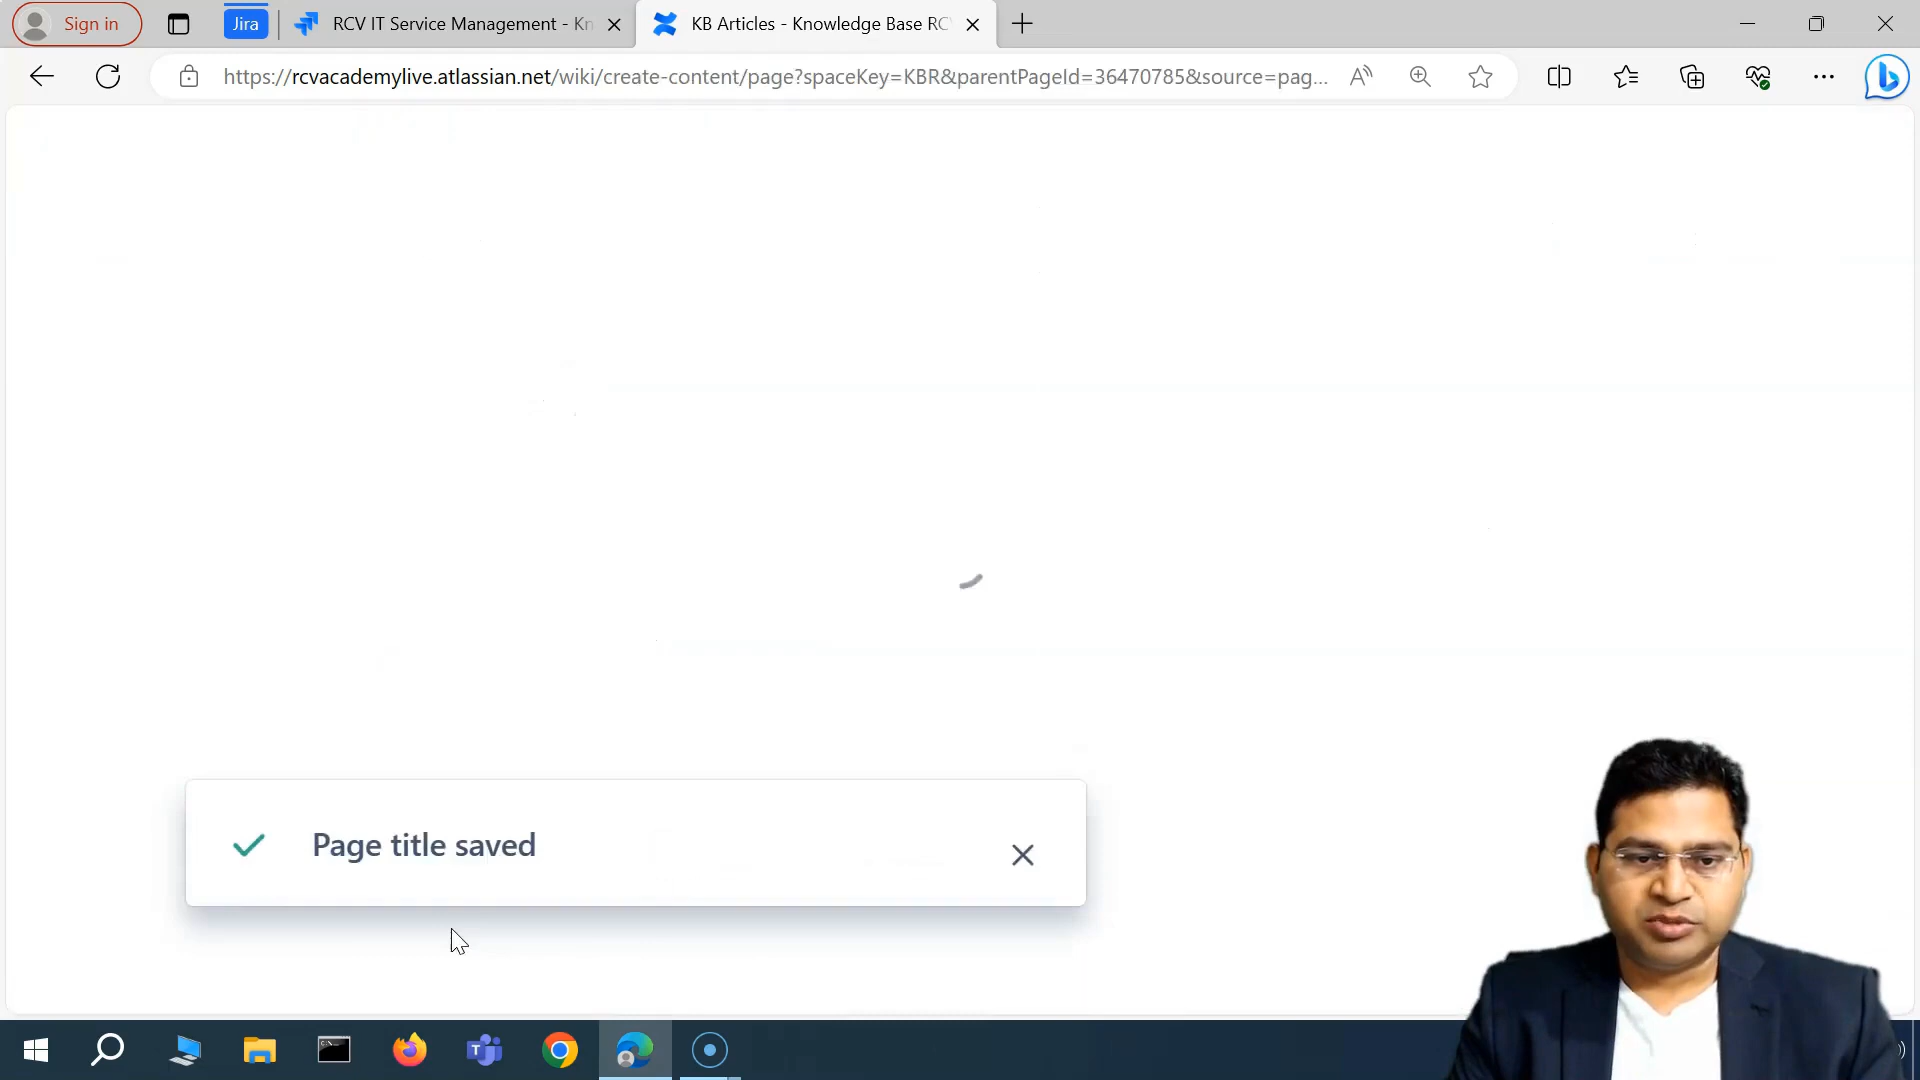 Sign in
Jira
RCV IT Service Management - Kn
KB Articles - Knowledge Base RC
https://rcvacademylive.atlassian.net/wiki/create-content/page?spaceKey=KBR&parentPageId=36470785&source=pag...
Page title saved